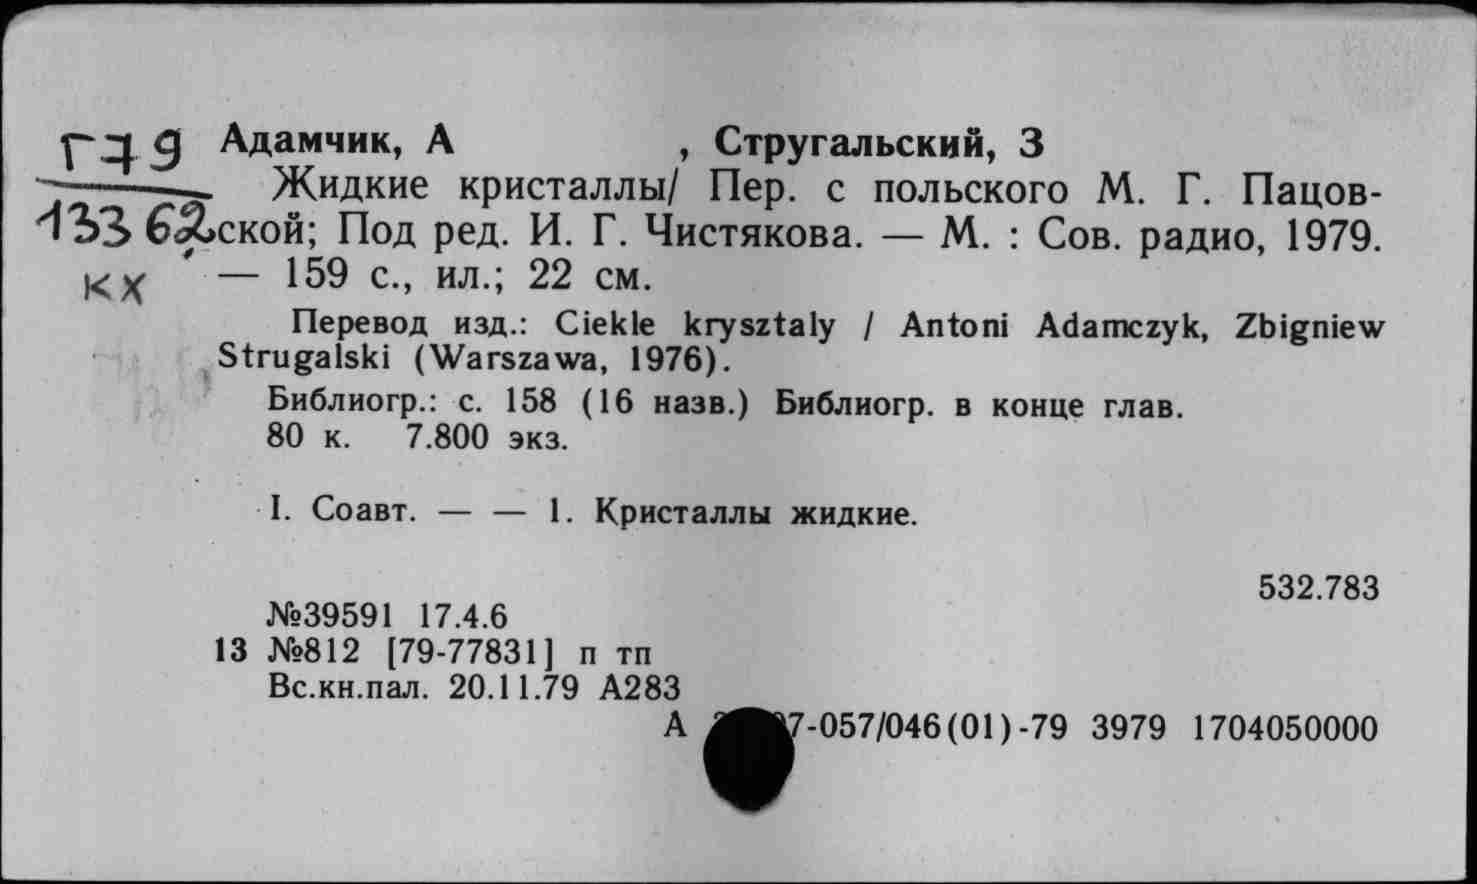 Г79 Адамчик, А , Стругальский, З
Жидкие кристаллы/ Пер. с польского М. Г. Пацов-
ской; Под ред. И. Г. Чистякова. — М. : Сов. радио, 1979.
кх — 159 с., ил.; 22 см.
Перевод изд.: Ciekle krysztaly / Antoni Adamczyk, Zbigniew
Strugalski (Warszawa, 1976).
Библиогр.: с. 158 (16 назв.) Библиогр. в конце глав.
80 к. 7.800 экз.
I. Соавт. — — 1. Кристаллы жидкие.
532.783
№39591 17.4.6
13 №812 [79-77831] п тп
Вс.кн.пал. 20.11.79 А283
А 7-057/046(01)-79 3979 1704050000